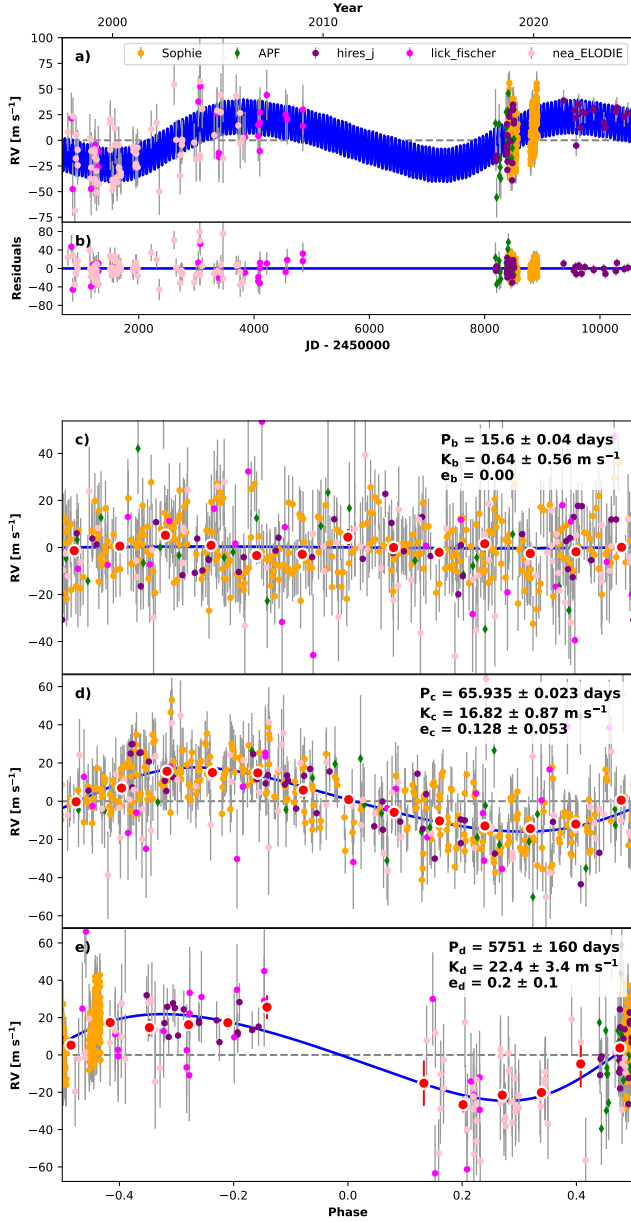 Year
2000 2010 2020
a)
Sophie APF hires_j lick_fischer nea_ELODIE
100
75
50
25
0
−25
−50
−75
RV [m s⁻¹]
b)
80
40
0
−40
−80
Residuals
2000 4000 6000 8000 10000
JD - 2450000
c)
P_b = 15.6 ± 0.04 days
K_b = 0.64 ± 0.56 m s⁻¹
e_b = 0.00
40
20
0
−20
−40
RV [m s⁻¹]
d)
P_c = 65.935 ± 0.023 days
K_c = 16.82 ± 0.87 m s⁻¹
e_c = 0.128 ± 0.053
60
40
20
0
−20
−40
−60
RV [m s⁻¹]
e)
P_d = 5751 ± 160 days
K_d = 22.4 ± 3.4 m s⁻¹
e_d = 0.2 ± 0.1
60
40
20
0
−20
−40
−60
RV [m s⁻¹]
−0.4 −0.2 0.0 0.2 0.4
Phase